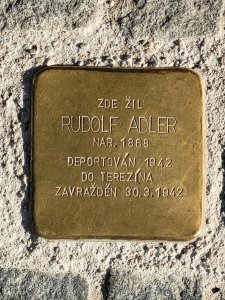 ZDE ŽIL
RUDOLF ADLER
NAR. 1868
DEPORTOVÁN 1942
DO TEREZÍNA
ZAVRAŽDĚN 30.3.1942